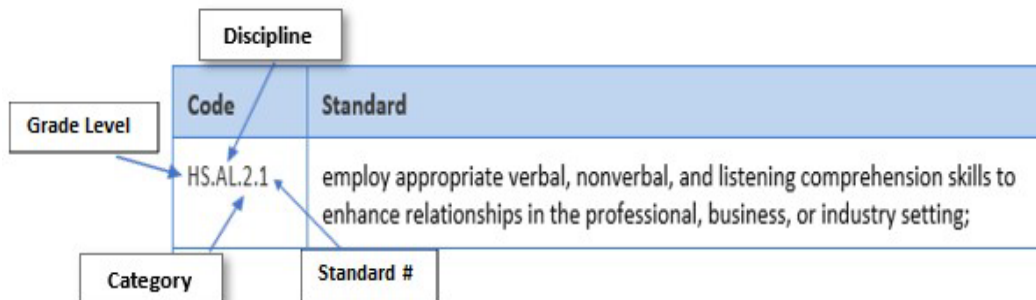 Discipline
Code Standard
Grade Level
HS.AL.2.1 employ appropriate verbal, nonverbal, and listening comprehension skills to
enhance relationships in the professional, business, or industry setting;
Category
Standard #